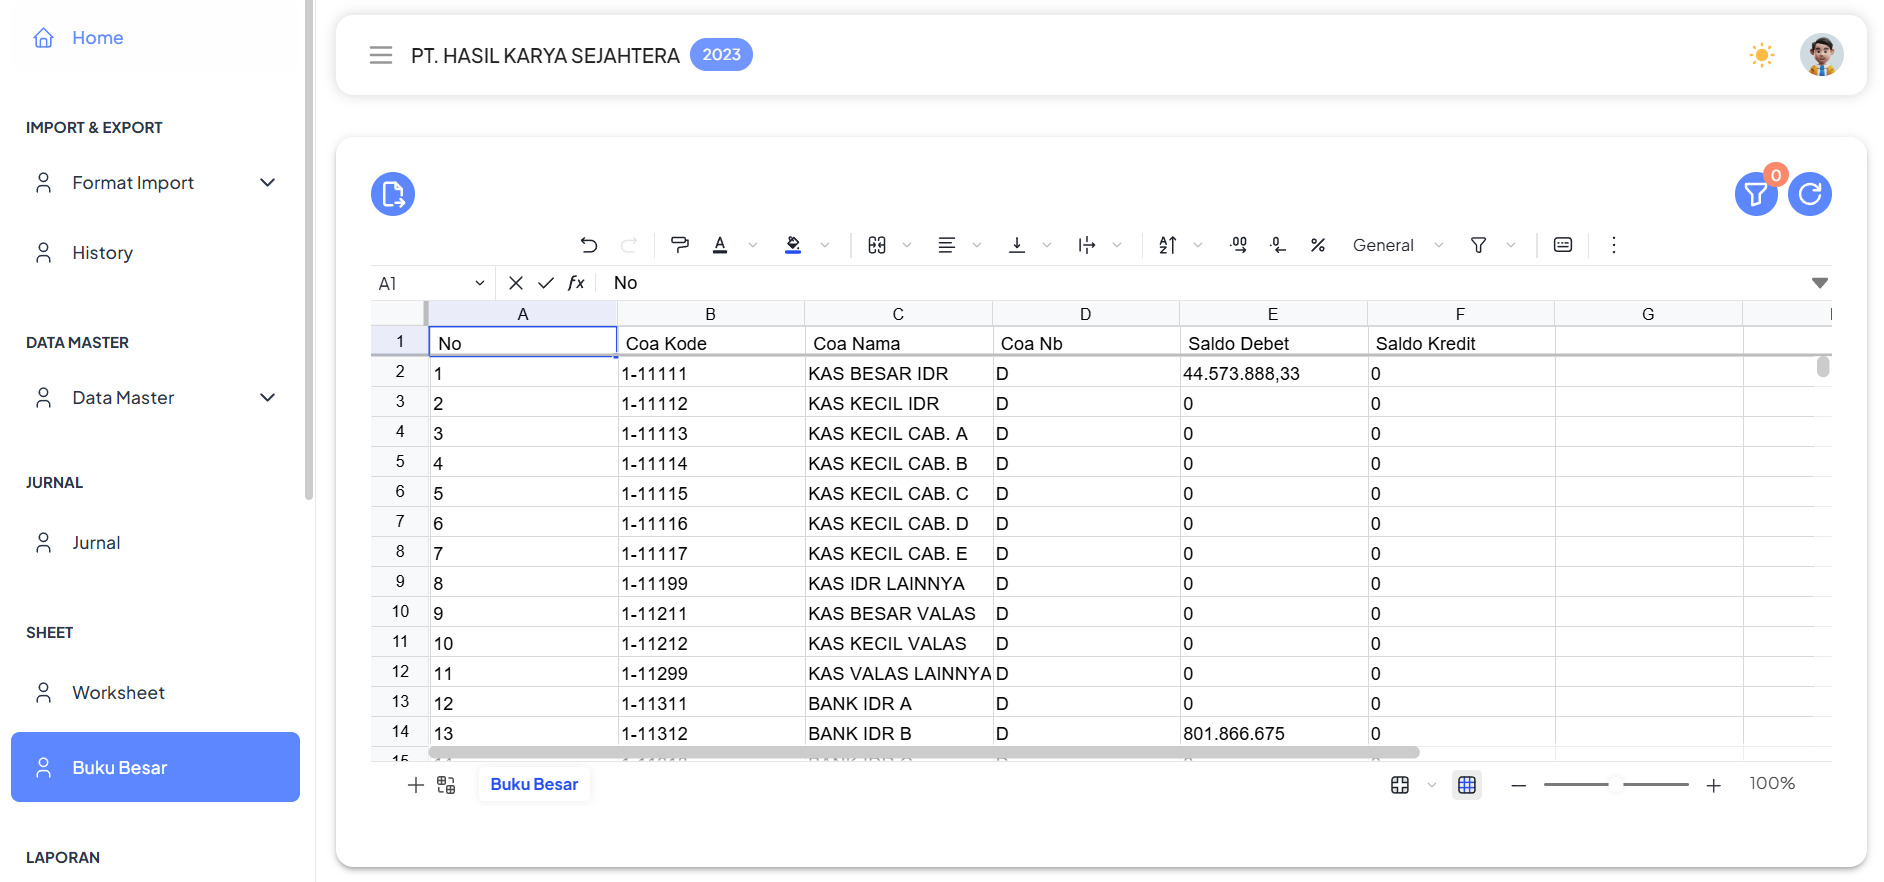 Home
IMPORT & EXPORT
Format Import
History
DATA MASTER
Data Master
JURNAL
Jurnal
SHEET
Worksheet
Buku Besar
LAPORAN
PT. HASIL KARYA SEJAHTERA 2023
0
General
A1 fx No
A B C D E F G
1 No Coa Kode Coa Nama Coa Nb Saldo Debet Saldo Kredit
2 1 1-11111 KAS BESAR IDR D 44.573.888,33 0
3 2 1-11112 KAS KECIL IDR D 0 0
4 3 1-11113 KAS KECIL CAB. A D 0 0
5 4 1-11114 KAS KECIL CAB. B D 0 0
6 5 1-11115 KAS KECIL CAB. C D 0 0
7 6 1-11116 KAS KECIL CAB. D D 0 0
8 7 1-11117 KAS KECIL CAB. E D 0 0
9 8 1-11199 KAS IDR LAINNYA D 0 0
10 9 1-11211 KAS BESAR VALAS D 0 0
11 10 1-11212 KAS KECIL VALAS D 0 0
12 11 1-11299 KAS VALAS LAINNYA D 0 0
13 12 1-11311 BANK IDR A D 0 0
14 13 1-11312 BANK IDR B D 801.866.675 0
Buku Besar
100%